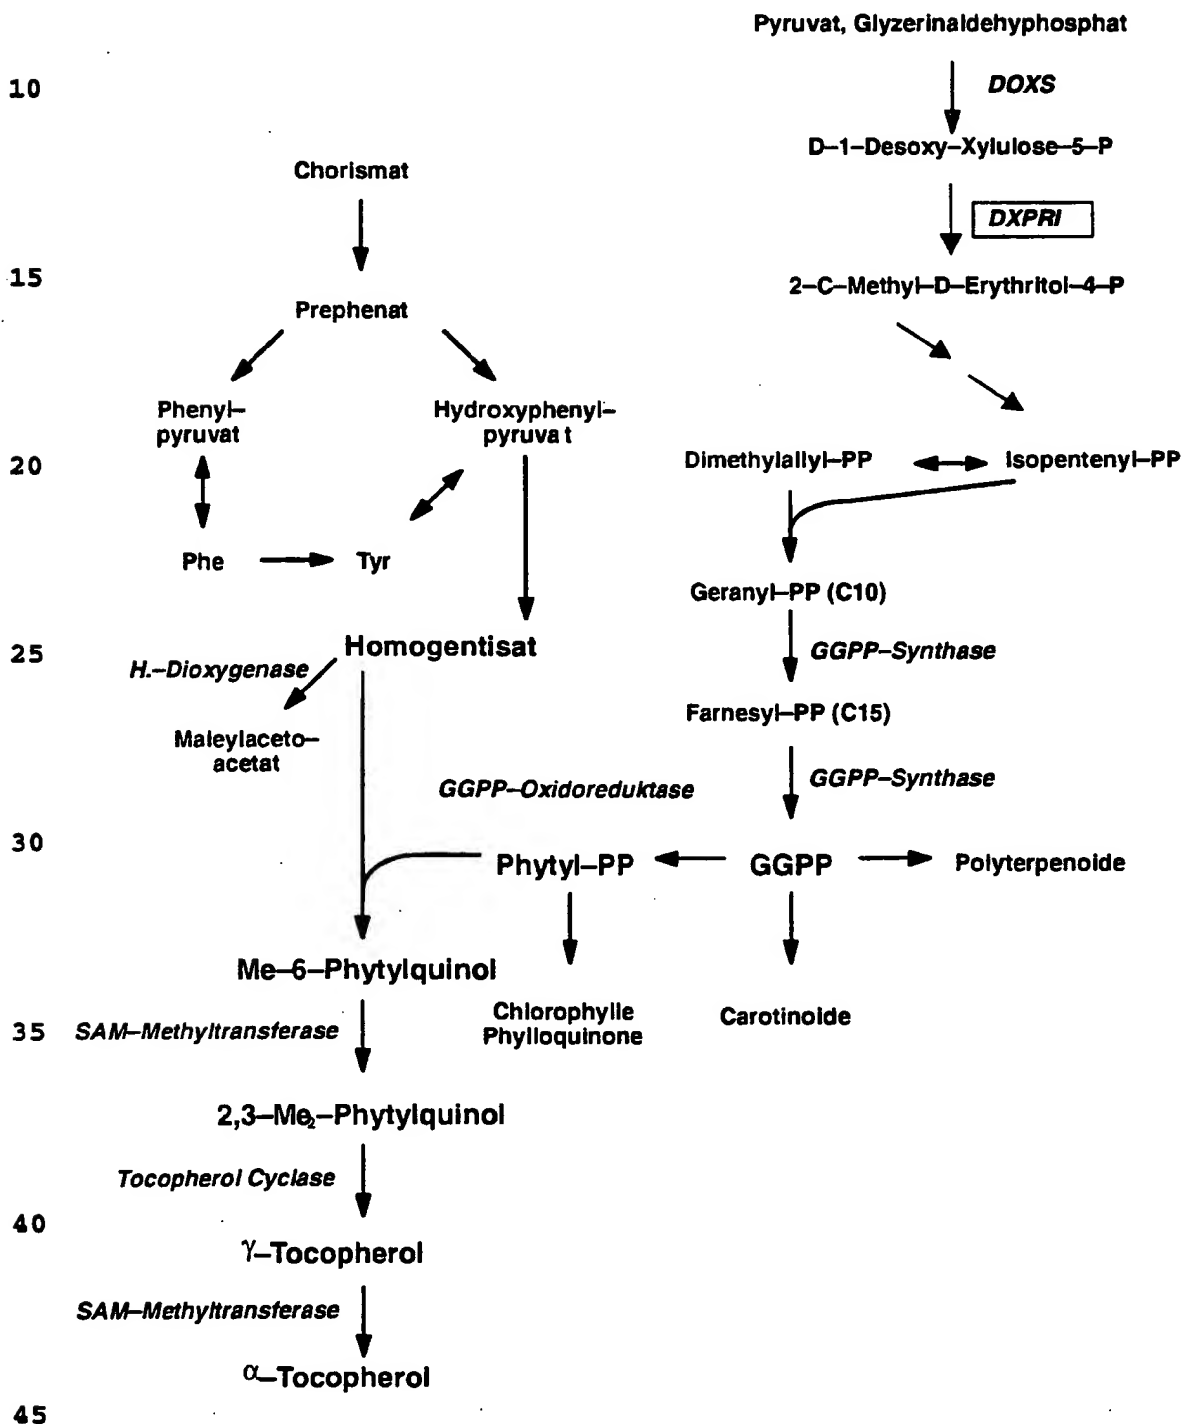 Pyruvat, Glyzerinaldehyphosphat
10
DOXS
D-1-Desoxy-Xylulose-5-P
Chorismat
DXPRI
15
2-C-Methyl-D-Erythritol-4-P
Prephenat
Phenyl-
pyruvat
Hydroxyphenyl-
pyruvat
20
Dimethylallyl-PP
Isopentenyl-PP
Phe
Tyr
Geranyl-PP (C10)
25
Homogentisat
H.-Dioxygenase
GGPP-Synthase
Farnesyl-PP (C15)
Maleylaceto-
acetat
GGPP-Oxidoreduktase
GGPP-Synthase
30
Phytyl-PP
GGPP
Polyterpenoide
Me-6-Phytylquinol
Chlorophylle
Phylloquinone
Carotinoide
35
SAM-Methyltransferase
2,3-Me₂-Phytylquinol
Tocopherol Cyclase
40
γ-Tocopherol
SAM-Methyltransferase
α-Tocopherol
45